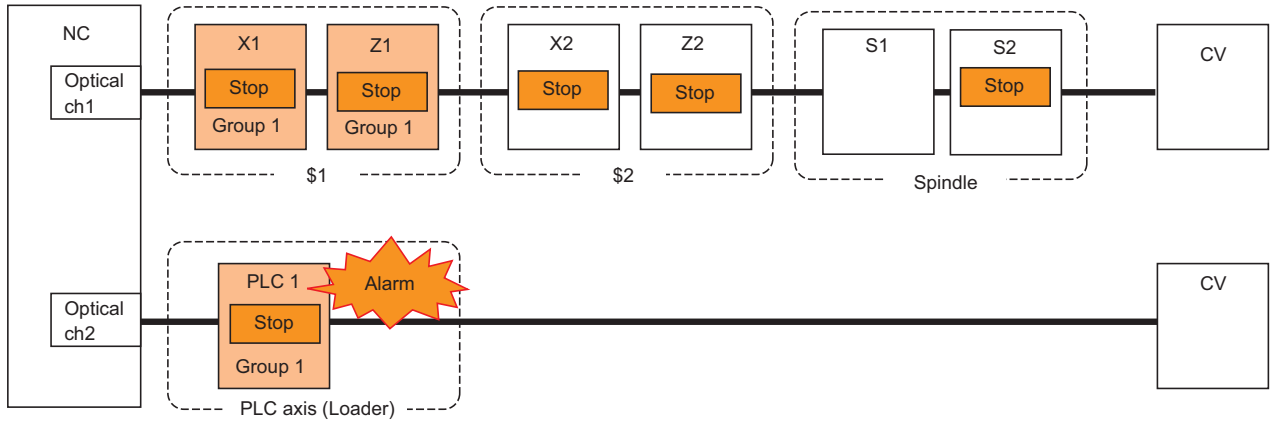 NC
Optical
ch1
X1
Stop
Group 1
Z1
Stop
Group 1
$1
X2
Stop
Z2
Stop
$2
S1
S2
Stop
Spindle
CV
Optical
ch2
PLC 1
Stop
Group 1
Alarm
PLC axis (Loader)
CV